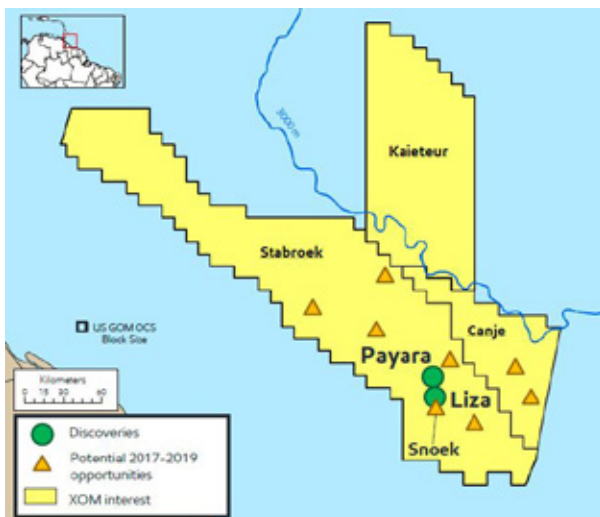 Kaieteur
3000 m
Stabroek
US GOM OCS
Block Size
Canje
Payara
Kilometers
0 15 30 60
Liza
Snoek
Discoveries
Potential 2017-2019
opportunities
XOM interest